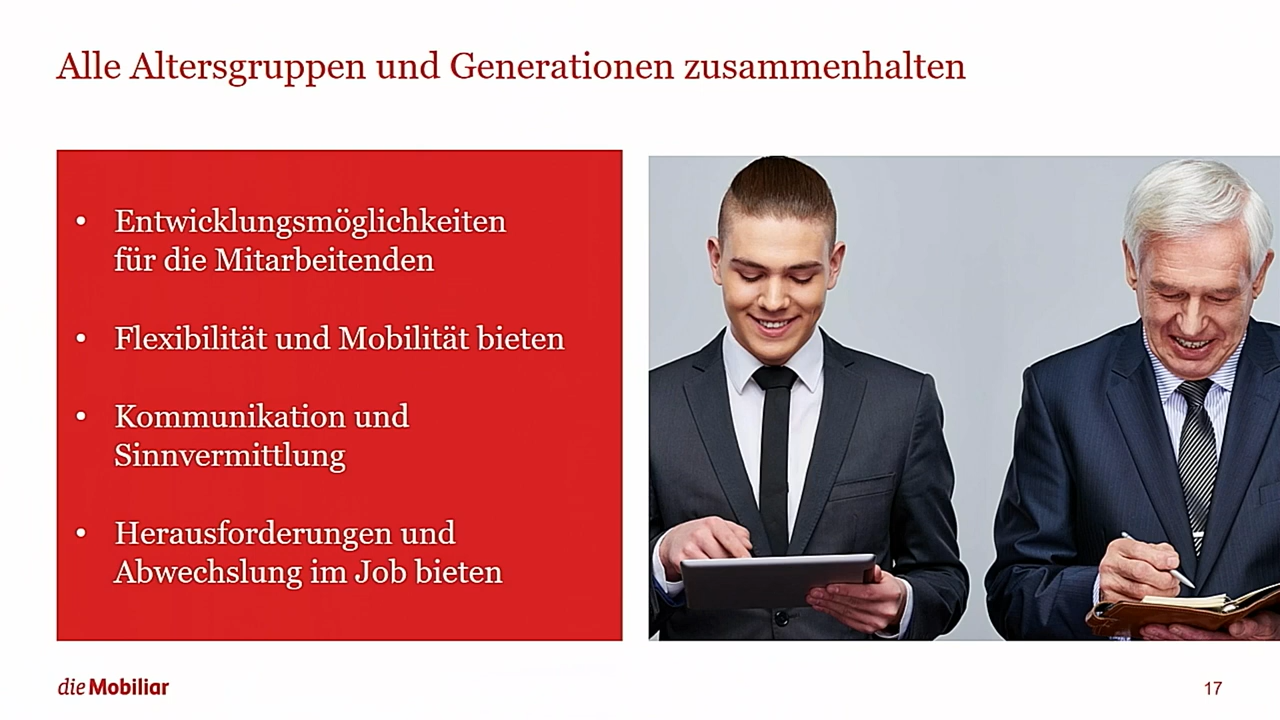 Alle Altersgruppen und Generationen zusammenhalten
• Entwicklungsmöglichkeiten
für die Mitarbeitenden
• Flexibilität und Mobilität bieten
• Kommunikation und
Sinnvermittlung
• Herausforderungen und
Abwechslung im Job bieten
die Mobiliar
17